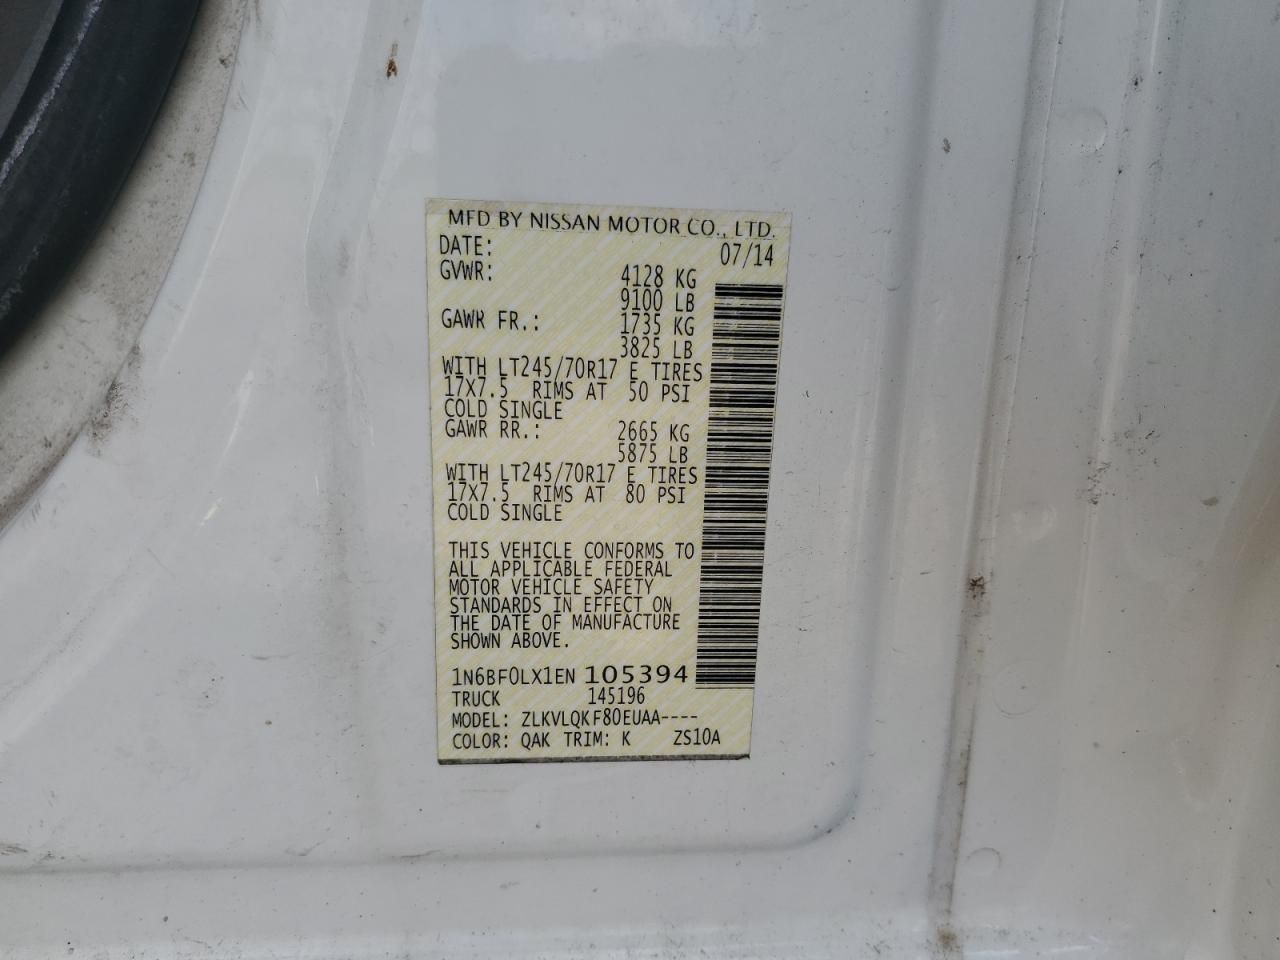 MFD BY NISSAN MOTOR CO., LTD.
DATE: 07/14
GVWR: 4128 KG
9100 LB
GAWR FR.: 1735 KG
3825 LB
WITH LT245/70R17 E TIRES
17X7.5 RIMS AT 50 PSI
COLD SINGLE
GAWR RR.: 2665 KG
5875 LB
WITH LT245/70R17 E TIRES
17X7.5 RIMS AT 80 PSI
COLD SINGLE
THIS VEHICLE CONFORMS TO
ALL APPLICABLE FEDERAL
MOTOR VEHICLE SAFETY
STANDARDS IN EFFECT ON
THE DATE OF MANUFACTURE
SHOWN ABOVE.
1N6BF0LX1EN 105394
TRUCK 145196
MODEL: ZLKVLQKF80EUAA----
COLOR: QAK TRIM: K ZS10A